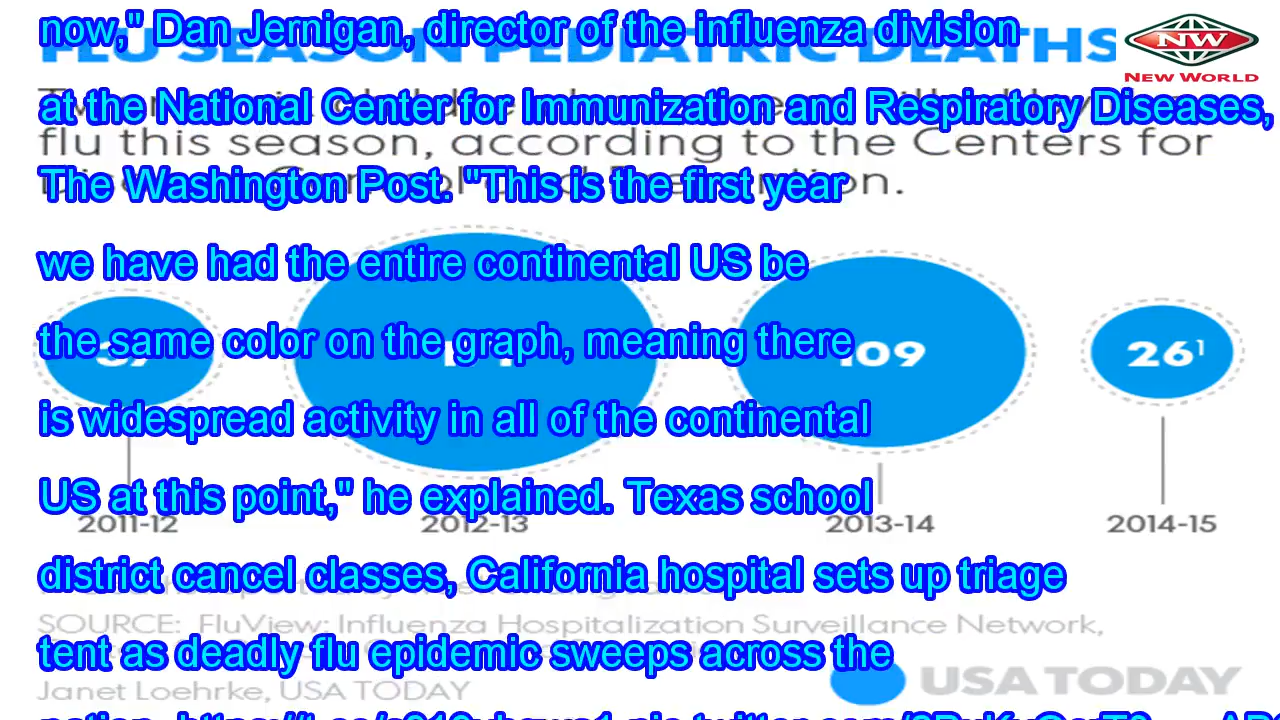 now," Dan Jernigan, director of the influenza division
FLU SEASON PEDIATRIC DEATHS
NW
NEW WORLD
at the National Center for Immunization and Respiratory Diseases,
flu this season, according to the Centers for
The Washington Post. "This is the first year
we have had the entire continental US be
the same color on the graph, meaning there
109
26¹
is widespread activity in all of the continental
US at this point," he explained. Texas school
2011-12
2012-13
2013-14
2014-15
district cancel classes, California hospital sets up triage
SOURCE: FluView: Influenza Hospitalization Surveillance Network,
tent as deadly flu epidemic sweeps across the
Janet Loehrke, USA TODAY
USA TODAY